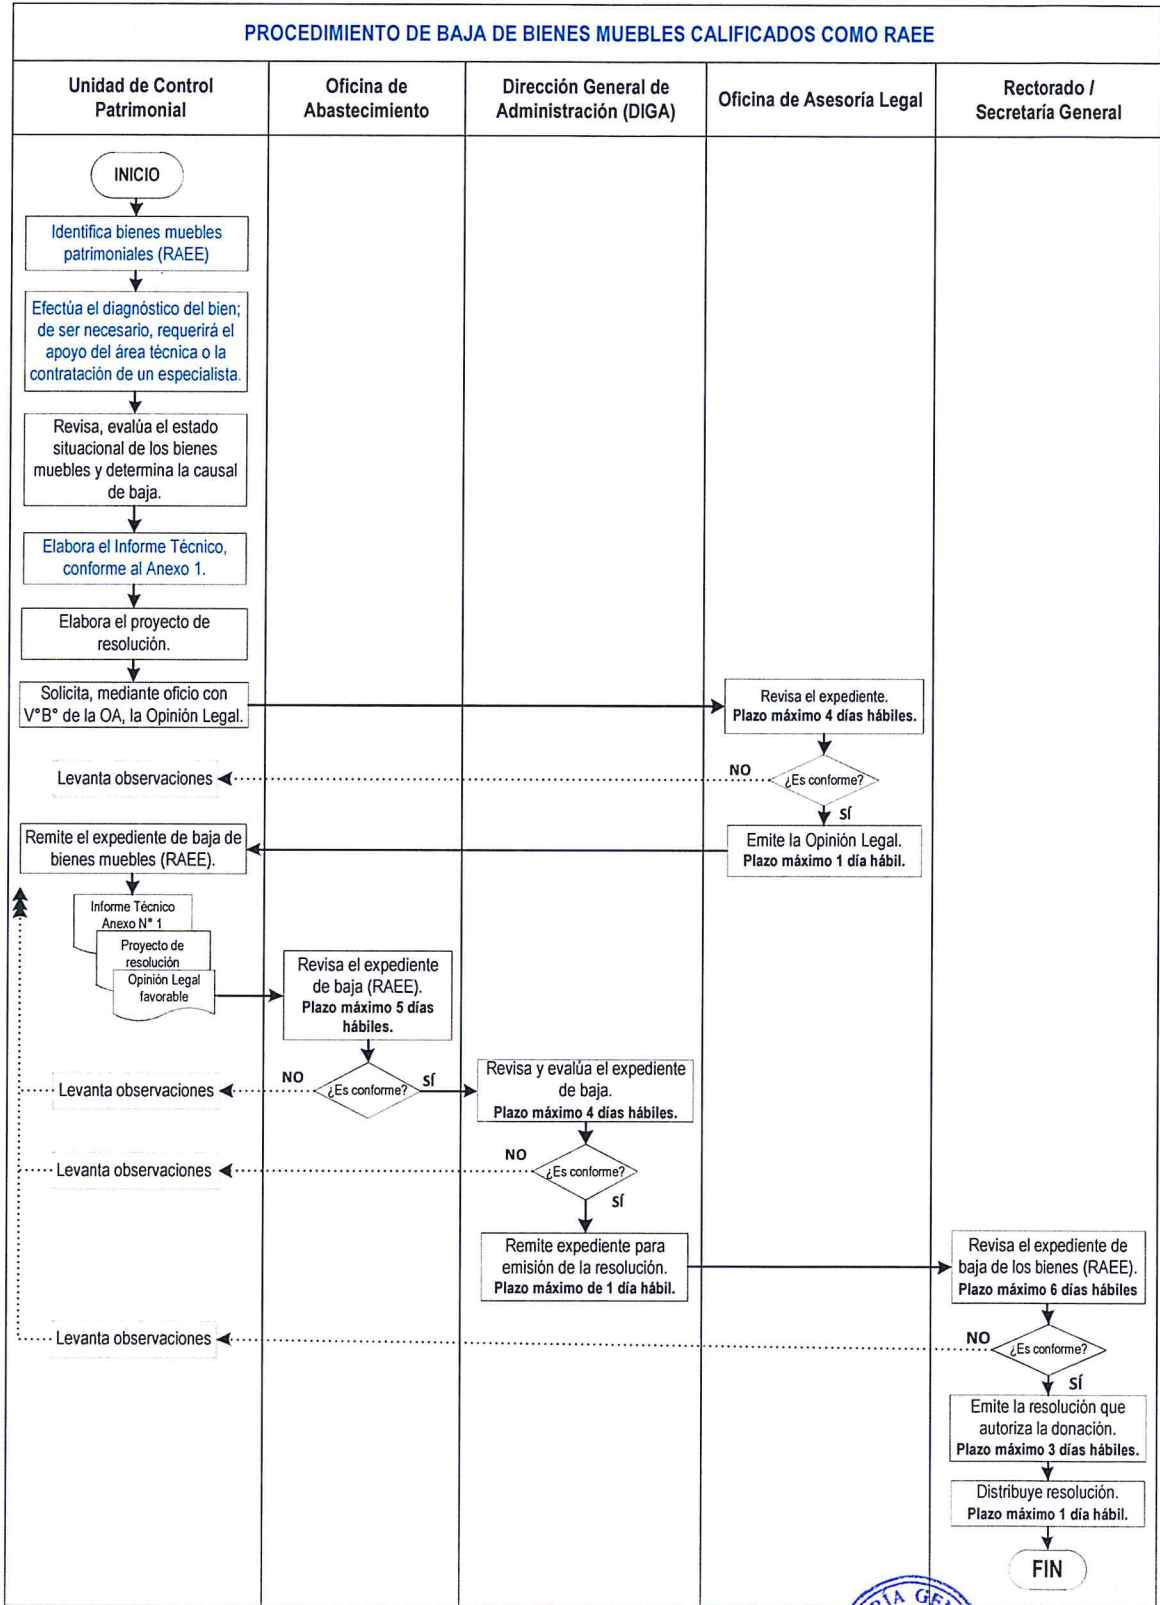 PROCEDIMIENTO DE BAJA DE BIENES MUEBLES CALIFICADOS COMO RAEE
Unidad de Control
Patrimonial
Oficina de
Abastecimiento
Dirección General de
Administración (DIGA)
Oficina de Asesoría Legal
Rectorado /
Secretaría General
INICIO
Identifica bienes muebles
patrimoniales (RAEE)
Efectúa el diagnóstico del bien;
de ser necesario, requerirá el
apoyo del área técnica o la
contratación de un especialista.
Revisa, evalúa el estado
situacional de los bienes
muebles y determina la causal
de baja.
Elabora el Informe Técnico,
conforme al Anexo 1.
Elabora el proyecto de
resolución.
Solicita, mediante oficio con
V°B° de la OA, la Opinión Legal.
Revisa el expediente.
Plazo máximo 4 días hábiles.
¿Es conforme?
NO
Levanta observaciones
SÍ
Emite la Opinión Legal.
Plazo máximo 1 día hábil.
Remite el expediente de baja de
bienes muebles (RAEE).
Informe Técnico
Anexo N° 1
Proyecto de
resolución
Opinión Legal
favorable
Revisa el expediente
de baja (RAEE).
Plazo máximo 5 días
hábiles.
¿Es conforme?
NO
Levanta observaciones
SÍ
Revisa y evalúa el expediente
de baja.
Plazo máximo 4 días hábiles.
¿Es conforme?
NO
Levanta observaciones
SÍ
Remite expediente para
emisión de la resolución.
Plazo máximo de 1 día hábil.
Revisa el expediente de
baja de los bienes (RAEE).
Plazo máximo 6 días hábiles
¿Es conforme?
NO
Levanta observaciones
SÍ
Emite la resolución que
autoriza la donación.
Plazo máximo 3 días hábiles.
Distribuye resolución.
Plazo máximo 1 día hábil.
FIN